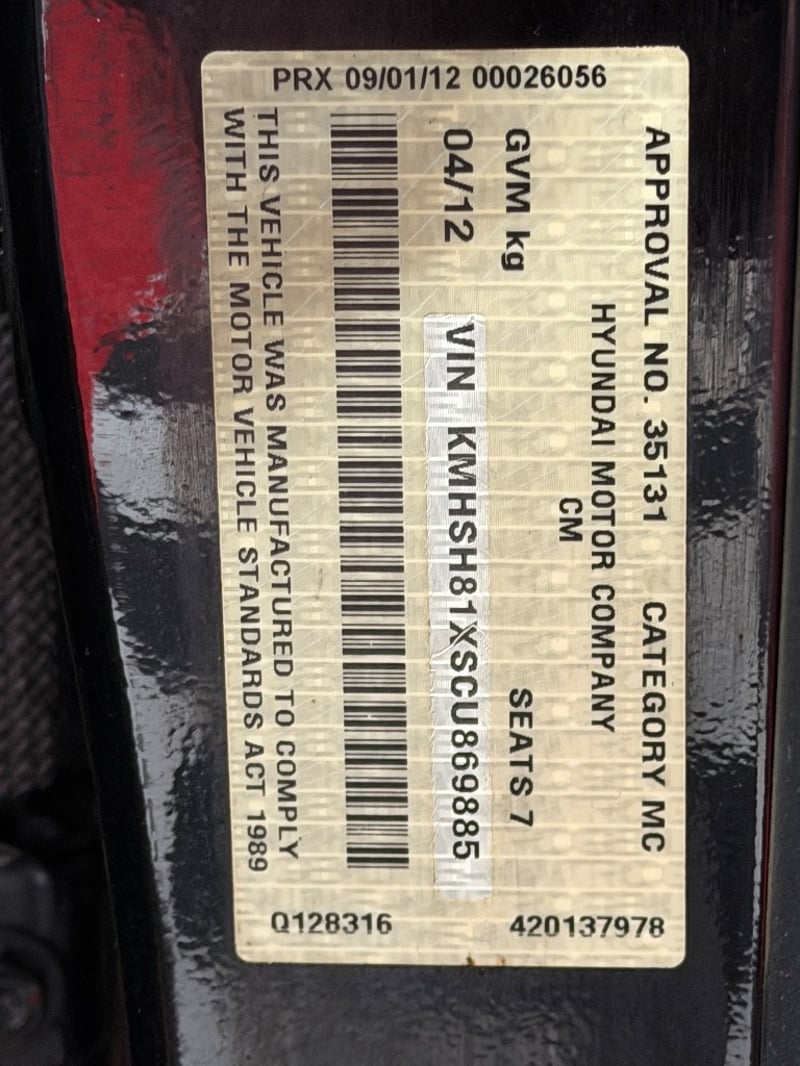 PRX 09/01/12 00026056
APPROVAL NO. 35131 CATEGORY MC
HYUNDAI MOTOR COMPANY
CM
GVM kg SEATS 7
04/12 VIN KMHSH81XSCU869885
THIS VEHICLE WAS MANUFACTURED TO COMPLY
WITH THE MOTOR VEHICLE STANDARDS ACT 1989
Q128316 420137978